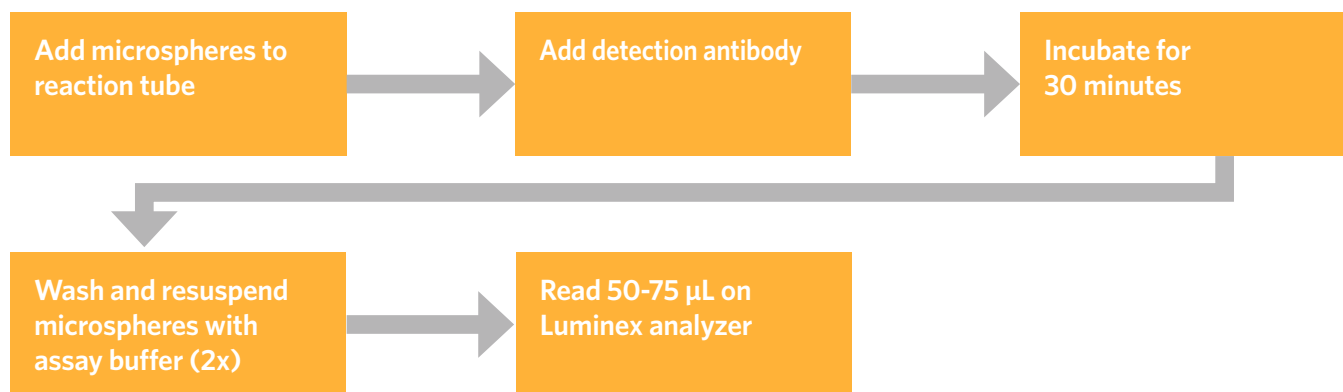 Add microspheres to
reaction tube
Add detection antibody
Incubate for
30 minutes
Wash and resuspend
microspheres with
assay buffer (2x)
Read 50-75 µL on
Luminex analyzer